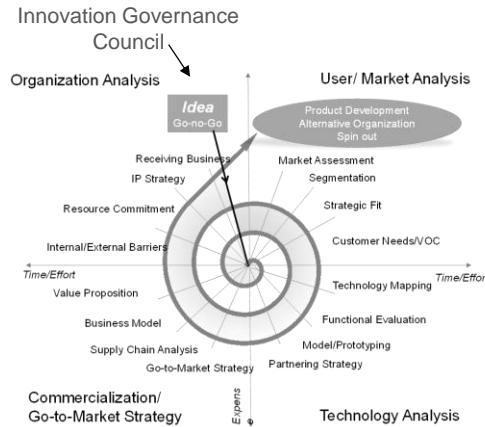 Innovation Governance
Council
Organization Analysis
User/ Market Analysis
Idea
Go-no-Go
Product Development
Alternative Organization
Spin out
Receiving Business
Market Assessment
IP Strategy
Segmentation
Resource Commitment
Strategic Fit
Internal/External Barriers
Customer Needs/VOC
Time/Effort
Time/Effort
Value Proposition
Technology Mapping
Business Model
Functional Evaluation
Supply Chain Analysis
Model/Prototyping
Go-to-Market Strategy
Partnering Strategy
Commercialization/
Go-to-Market Strategy
Expens
e
Technology Analysis